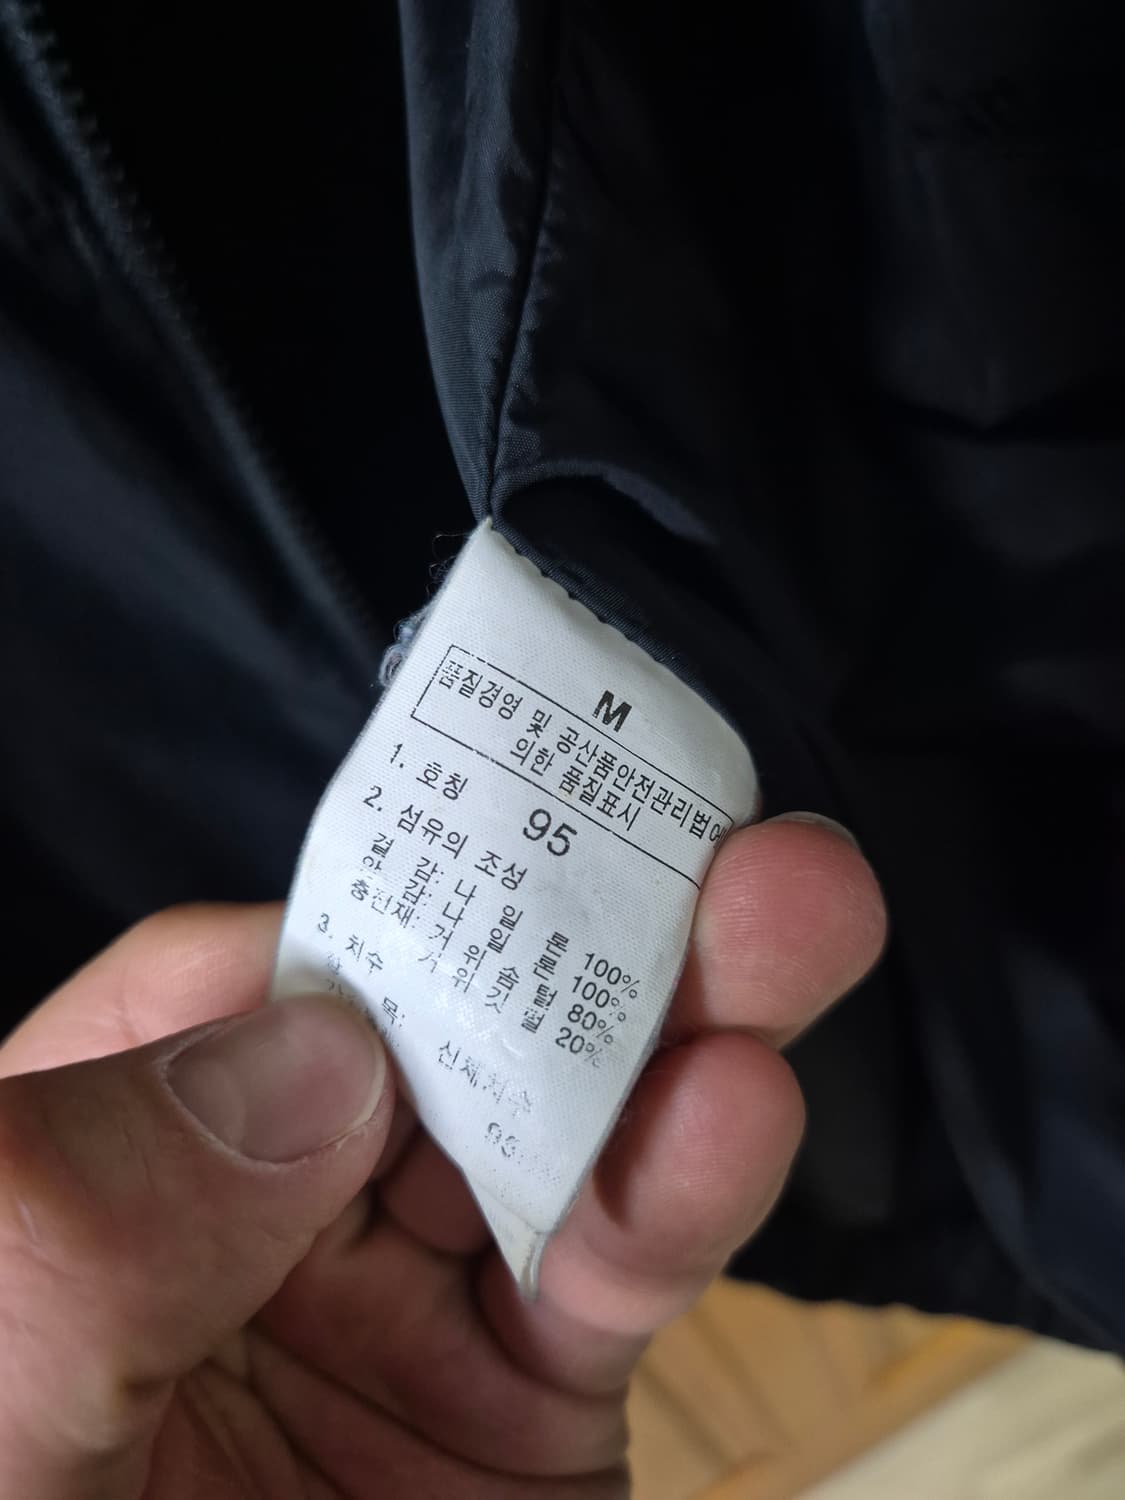 M
품질경영 및 공산품안전관리법에
의한 품질표시
1. 호칭 95
2. 섬유의 조성
겉 감: 나 일 론 100%
안 감: 나 일 론 100%
충전재: 거 위 솜 털 80%
거 위 깃 털 20%
3. 치수
신체치수
목: